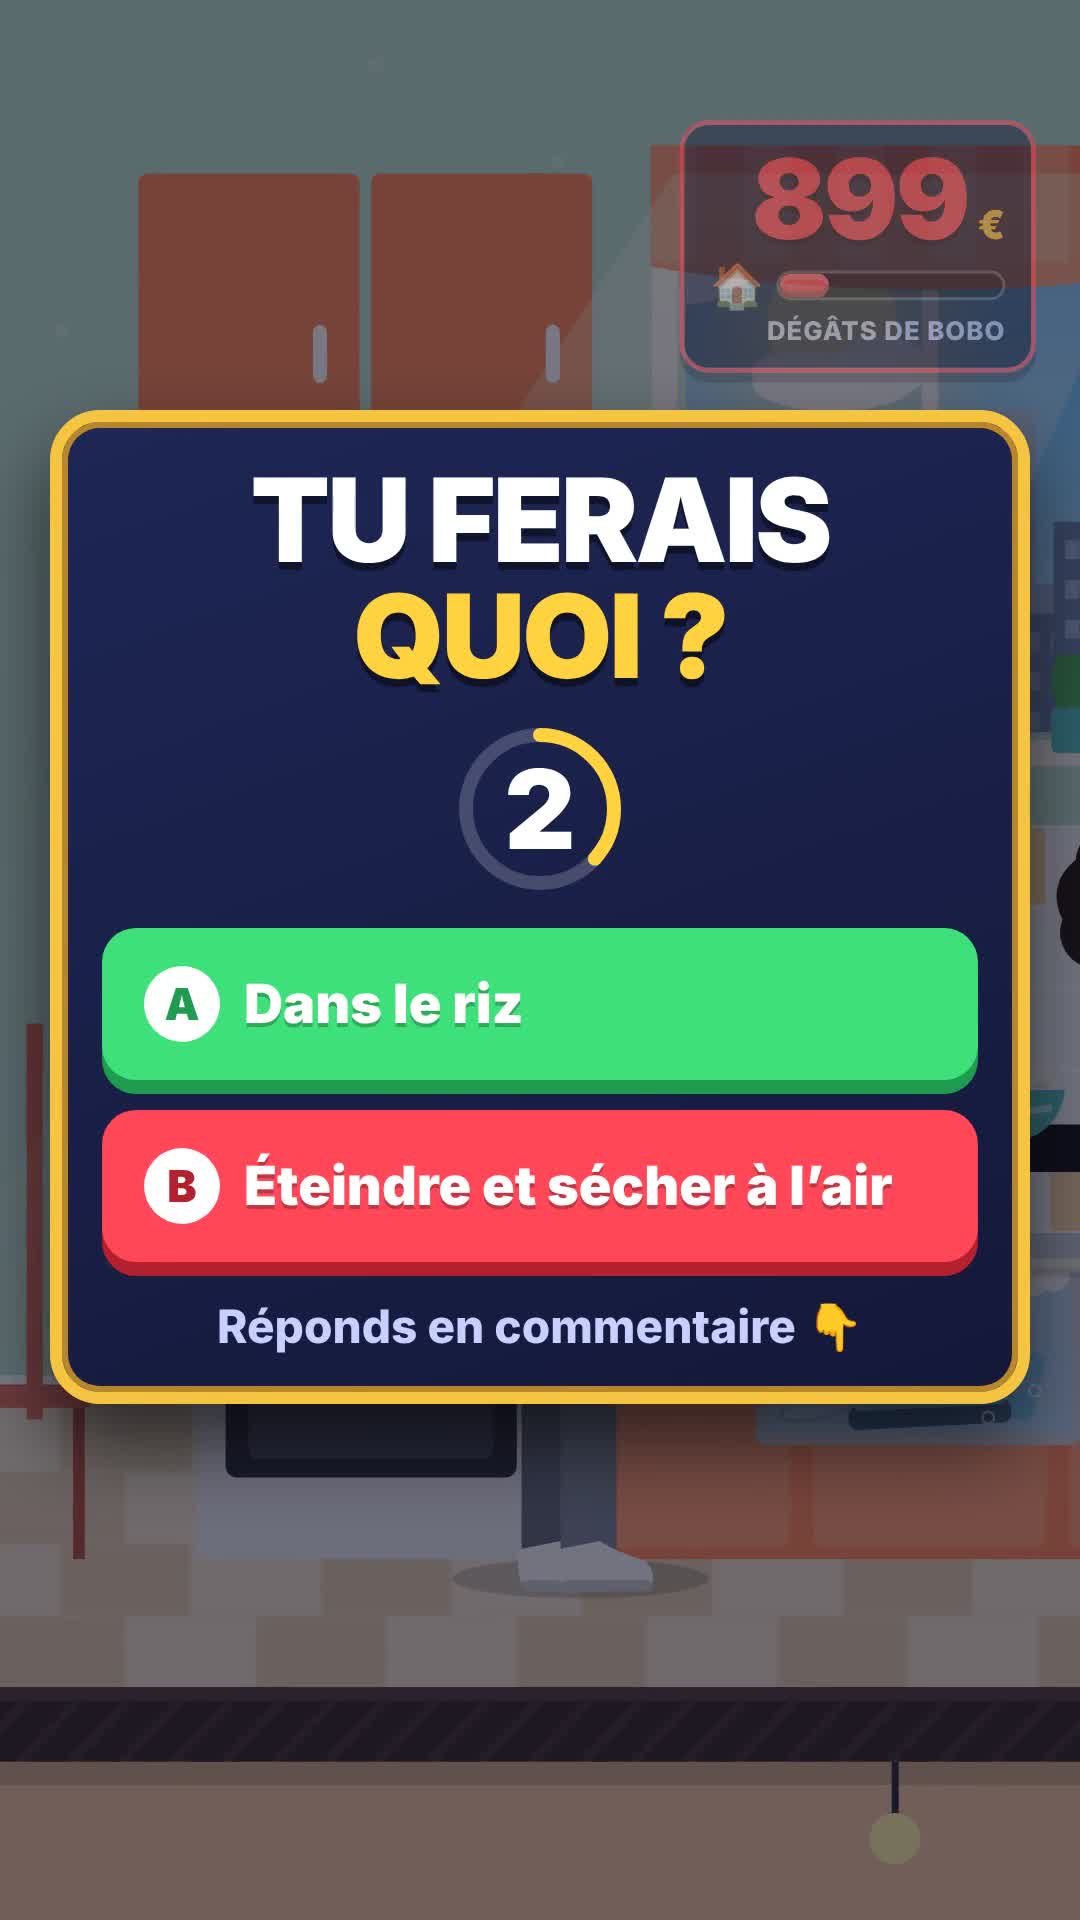 899 €
DÉGÂTS DE BOBO
TU FERAIS
QUOI ?
2
A Dans le riz
B Éteindre et sécher à l’air
Réponds en commentaire 👇